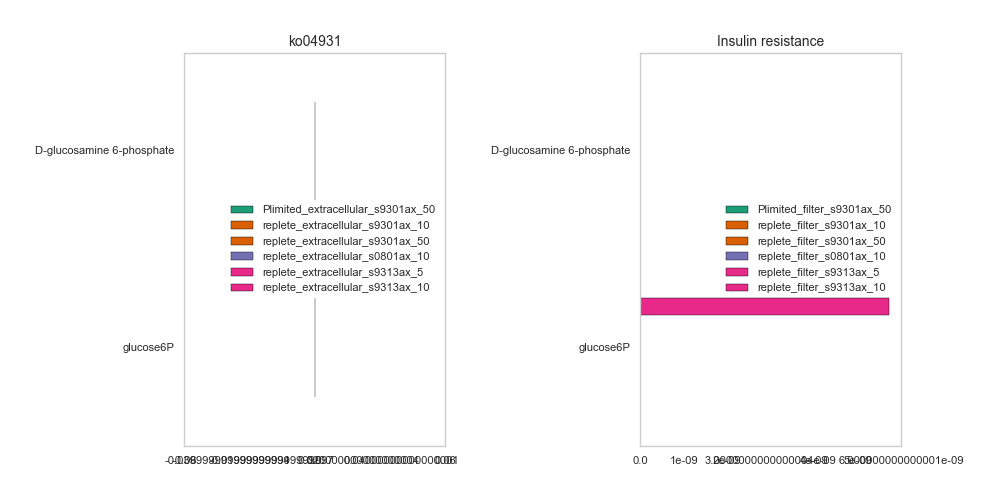 ko04931
Insulin resistance
D-glucosamine 6-phosphate
glucose6P
Plimited_extracellular_s9301ax_50
replete_extracellular_s9301ax_10
replete_extracellular_s9301ax_50
replete_extracellular_s0801ax_10
replete_extracellular_s9313ax_5
replete_extracellular_s9313ax_10
D-glucosamine 6-phosphate
glucose6P
Plimited_filter_s9301ax_50
replete_filter_s9301ax_10
replete_filter_s9301ax_50
replete_filter_s0801ax_10
replete_filter_s9313ax_5
replete_filter_s9313ax_10
0.0 1e-09